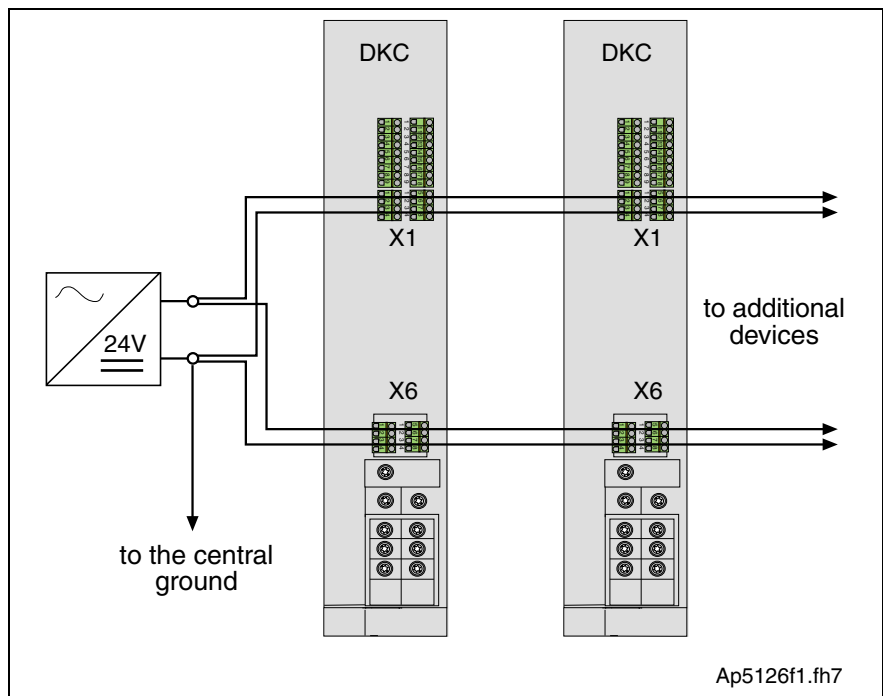 DKC
DKC
X1
X1
24V
to additional
devices
X6
X6
to the central
ground
Ap5126f1.fh7